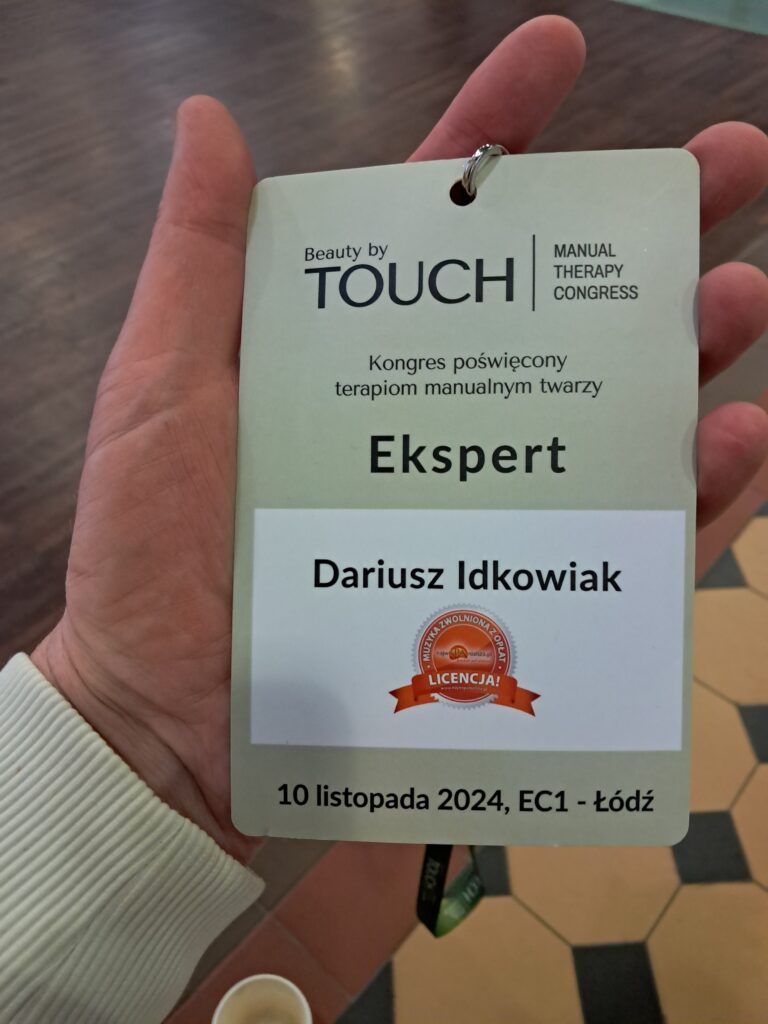 Beauty by
TOUCH
MANUAL
THERAPY
CONGRESS
Kongres poświęcony
terapiom manualnym twarzy
Ekspert
Dariusz Idkowiak
MUZYKA ZWOLNIONA Z OPŁAT
LICENCJA!
10 listopada 2024, EC1 - Łódź